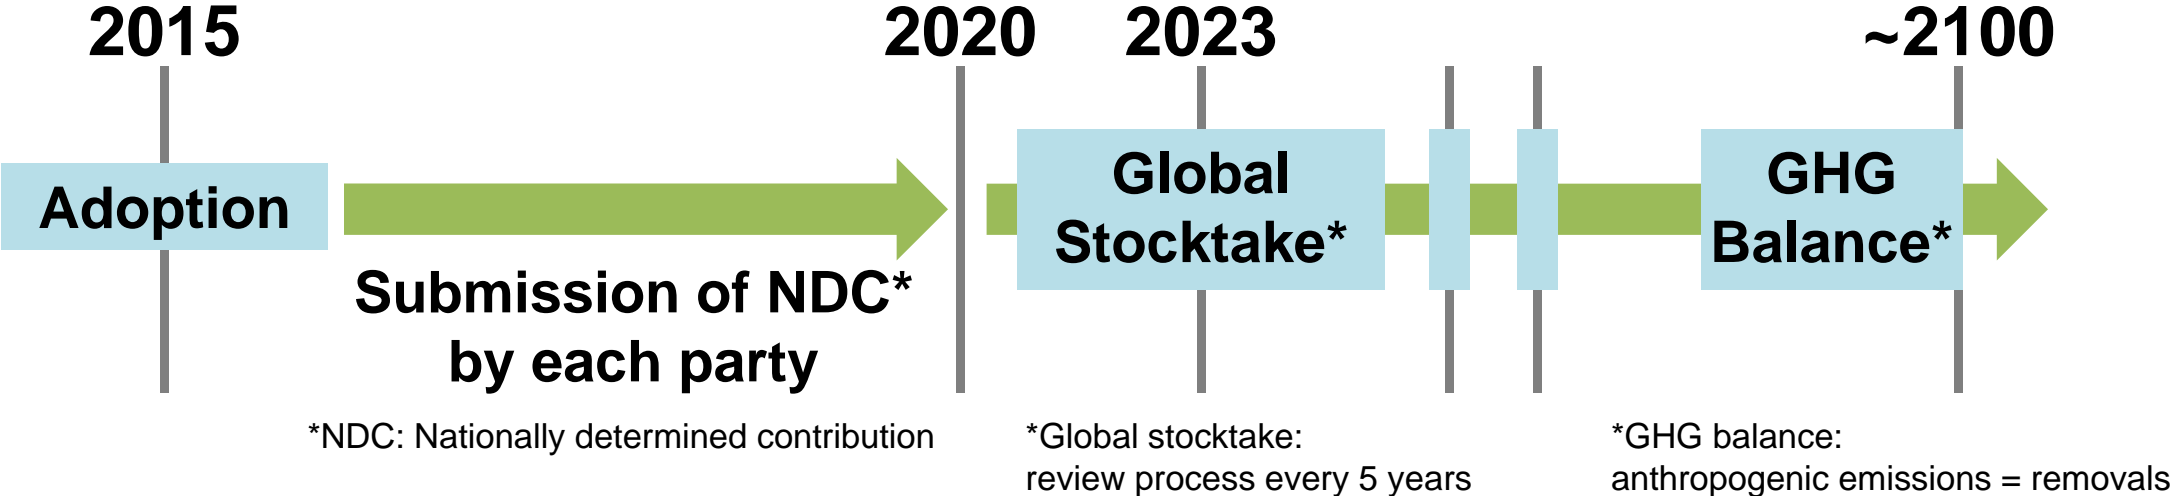 2015
2020
2023
~2100
Adoption
Submission of NDC*
by each party
Global
Stocktake*
GHG
Balance*
*NDC: Nationally determined contribution
*Global stocktake:
review process every 5 years
*GHG balance:
anthropogenic emissions = removals